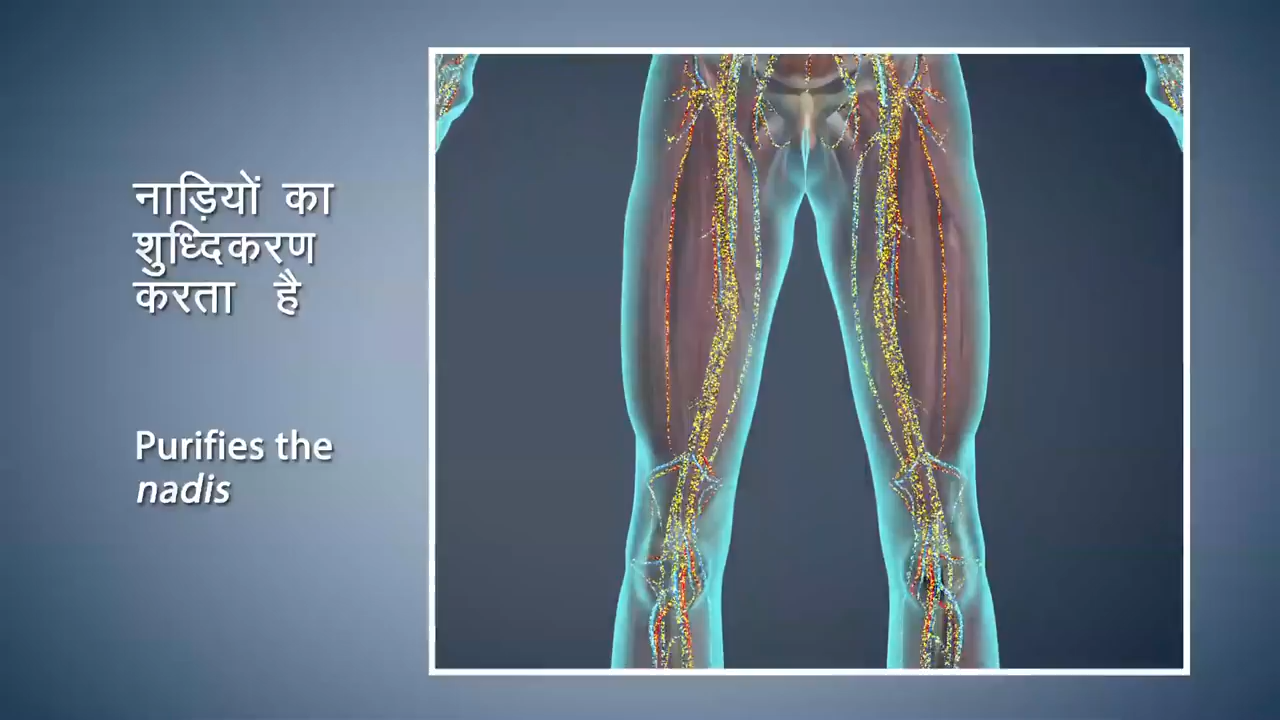 नाड़ियों का
शुध्दिकरण
करता है
Purifies the
nadis